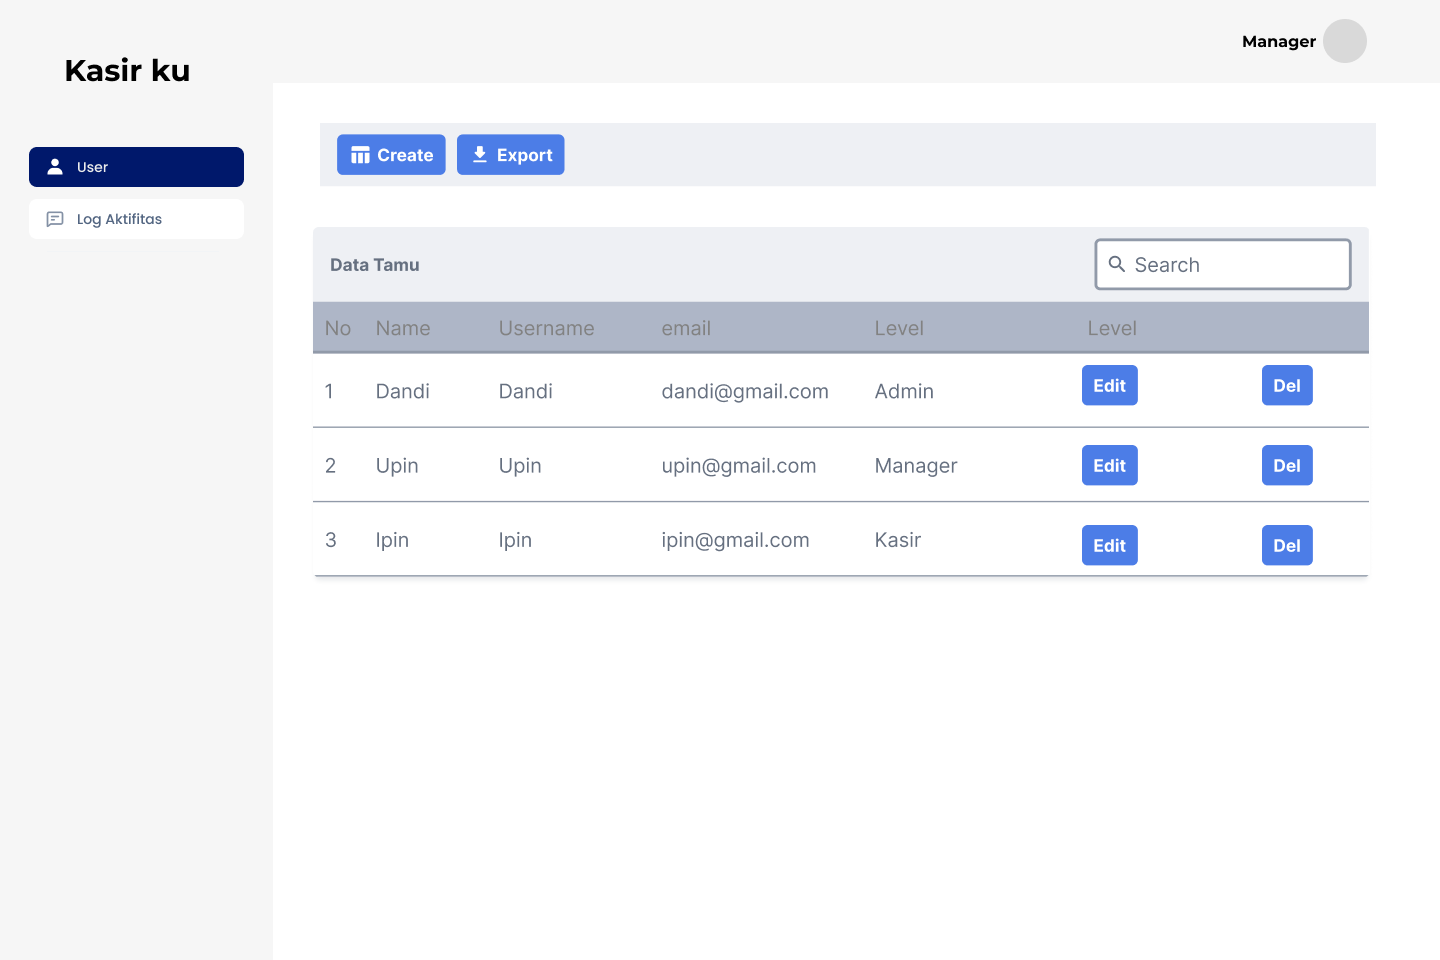 Manager
Kasir ku
User
Log Aktifitas
Create Export
Data Tamu Search
No Name Username email Level Level
1 Dandi Dandi dandi@gmail.com Admin Edit Del
2 Upin Upin upin@gmail.com Manager Edit Del
3 Ipin Ipin ipin@gmail.com Kasir Edit Del